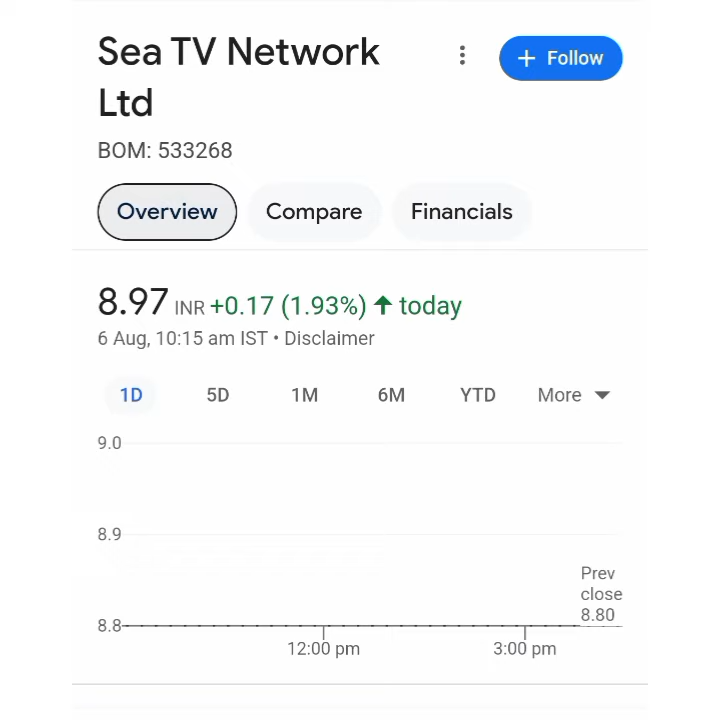 Sea TV Network
Ltd
+ Follow
BOM: 533268
Overview
Compare
Financials
8.97 INR +0.17 (1.93%) ↑ today
6 Aug, 10:15 am IST • Disclaimer
1D 5D 1M 6M YTD More
9.0
8.9
Prev
close
8.80
8.8
12:00 pm 3:00 pm